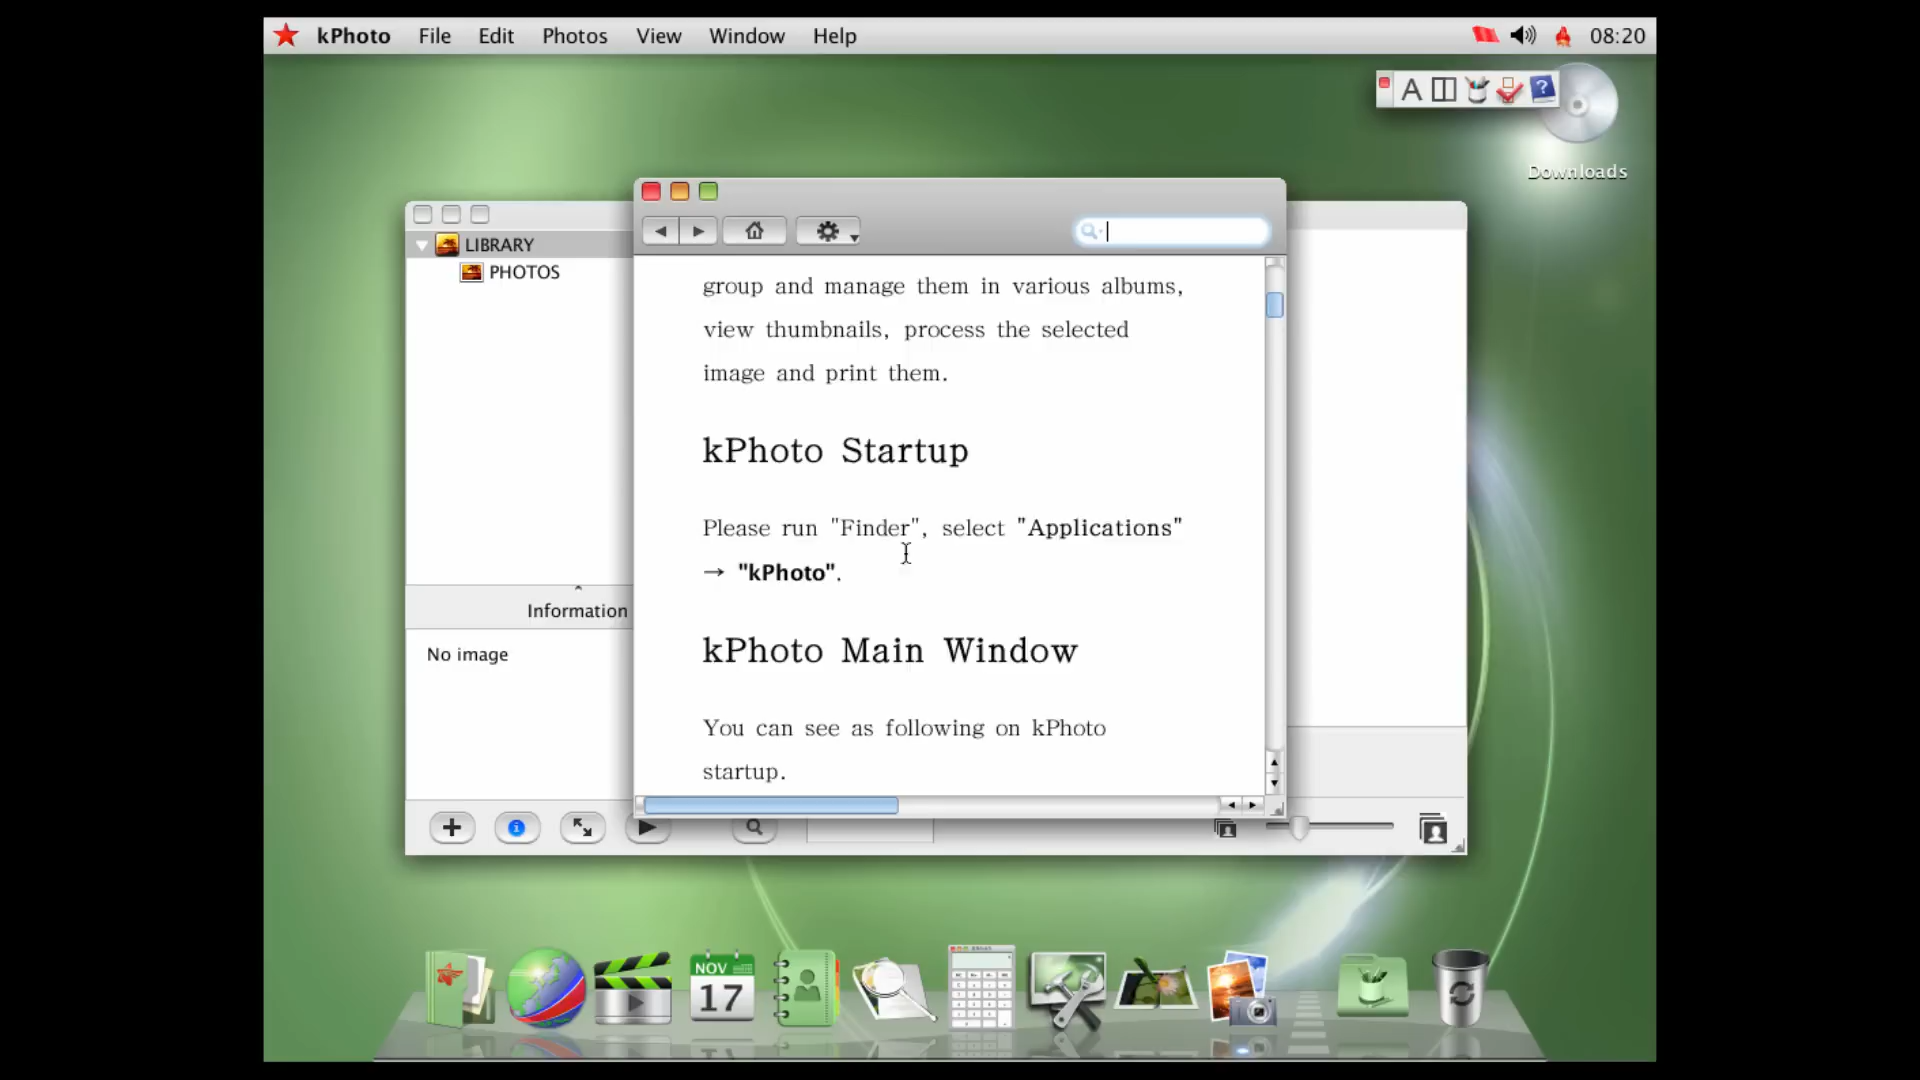 kPhoto File Edit Photos View Window Help 08:20
Downloads
LIBRARY
PHOTOS
group and manage them in various albums,
view thumbnails, process the selected
image and print them.
kPhoto Startup
Please run "Finder", select "Applications"
→ "kPhoto".
kPhoto Main Window
You can see as following on kPhoto
startup.
Information
No image
NOV
17